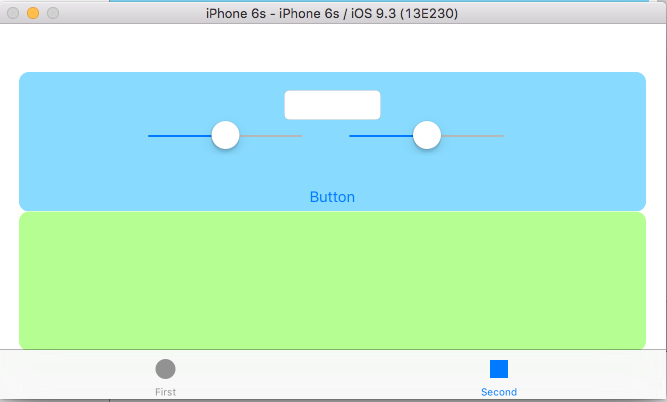 iPhone 6s - iPhone 6s / iOS 9.3 (13E230)
Button
First
Second